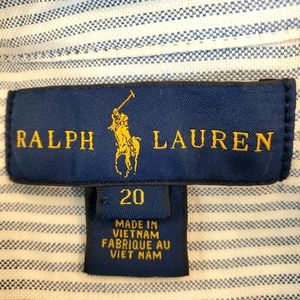 RALPH LAUREN
20
MADE IN
VIETNAM
FABRIQUE AU
VIET NAM